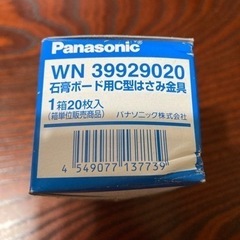 Panasonic
WN 39929020
石膏ボード用C型はさみ金具
1箱20枚入
(箱単位販売商品)
パナソニック株式会社
4 549077 137739